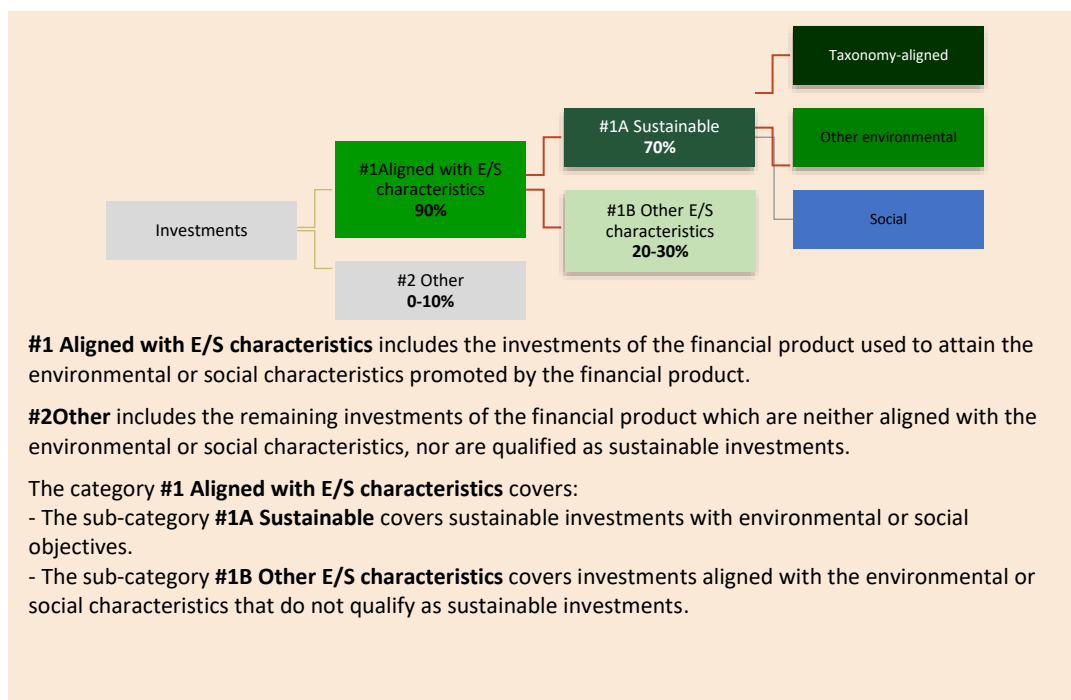 Taxonomy-aligned
#1A Sustainable
70%
Other environmental
#1Aligned with E/S
characteristics
90%
#1B Other E/S
characteristics
20-30%
Social
Investments
#2 Other
0-10%
#1 Aligned with E/S characteristics includes the investments of the financial product used to attain the
environmental or social characteristics promoted by the financial product.
#2Other includes the remaining investments of the financial product which are neither aligned with the
environmental or social characteristics, nor are qualified as sustainable investments.
The category #1 Aligned with E/S characteristics covers:
- The sub-category #1A Sustainable covers sustainable investments with environmental or social
objectives.
- The sub-category #1B Other E/S characteristics covers investments aligned with the environmental or
social characteristics that do not qualify as sustainable investments.